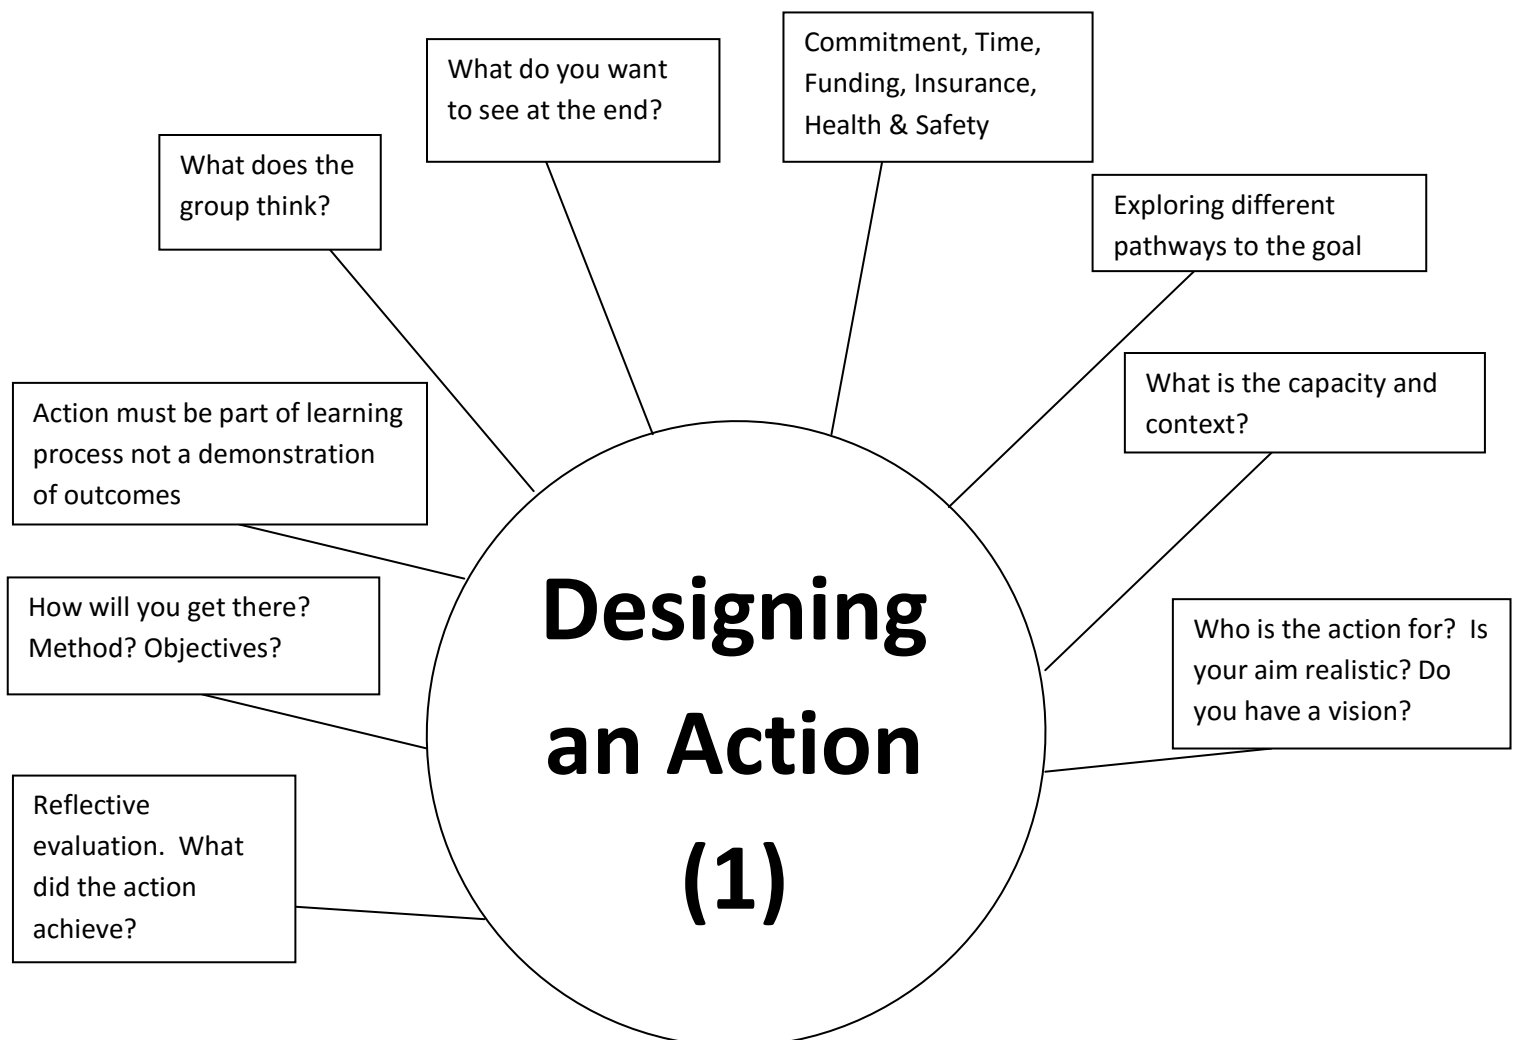 Commitment, Time,
Funding, Insurance,
Health & Safety
What do you want
to see at the end?
What does the
group think?
Exploring different
pathways to the goal
What is the capacity and
context?
Action must be part of learning
process not a demonstration
of outcomes
How will you get there?
Method? Objectives?
Who is the action for?  Is
your aim realistic? Do
you have a vision?
Reflective
evaluation.  What
did the action
achieve?
Designing
an Action
(1)